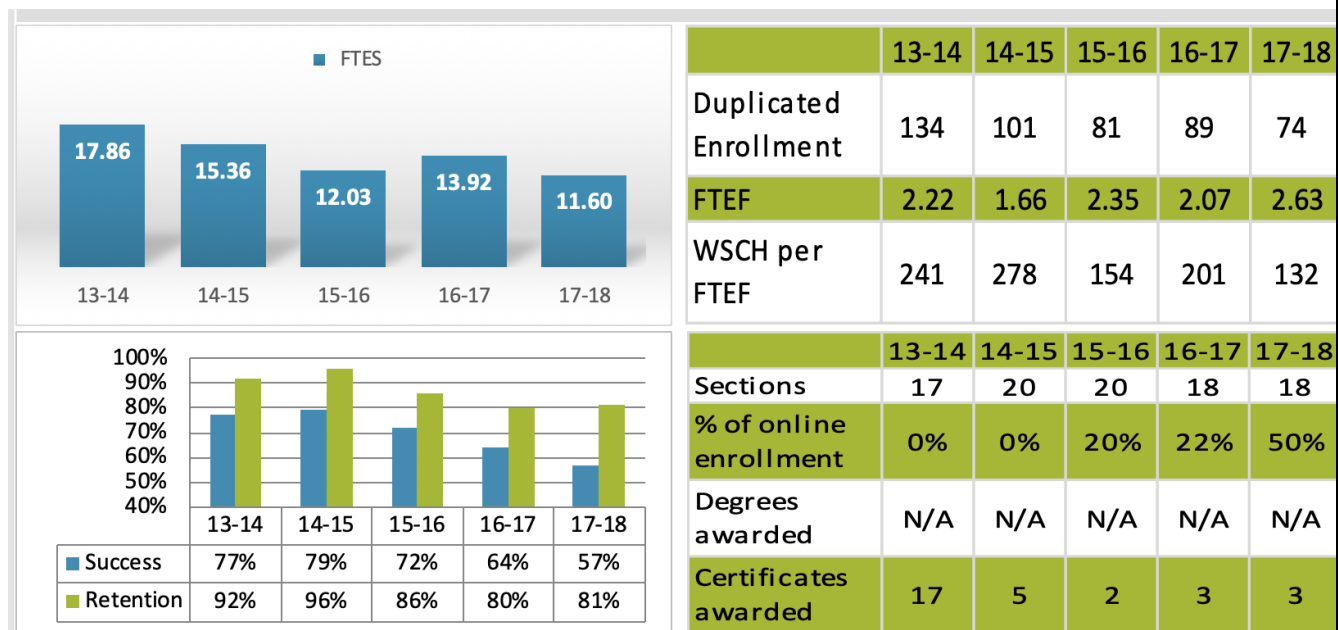 FTES
17.86
15.36
12.03
13.92
11.60
13-14 14-15 15-16 16-17 17-18
13-14 14-15 15-16 16-17 17-18
Duplicated
Enrollment
134 101 81 89 74
FTEF 2.22 1.66 2.35 2.07 2.63
WSCH per
FTEF
241 278 154 201 132
100%
90%
80%
70%
60%
50%
40%
13-14 14-15 15-16 16-17 17-18
Success 77% 79% 72% 64% 57%
Retention 92% 96% 86% 80% 81%
13-14 14-15 15-16 16-17 17-18
Sections 17 20 20 18 18
% of online
enrollment
0% 0% 20% 22% 50%
Degrees
awarded
N/A N/A N/A N/A N/A
Certificates
awarded
17 5 2 3 3